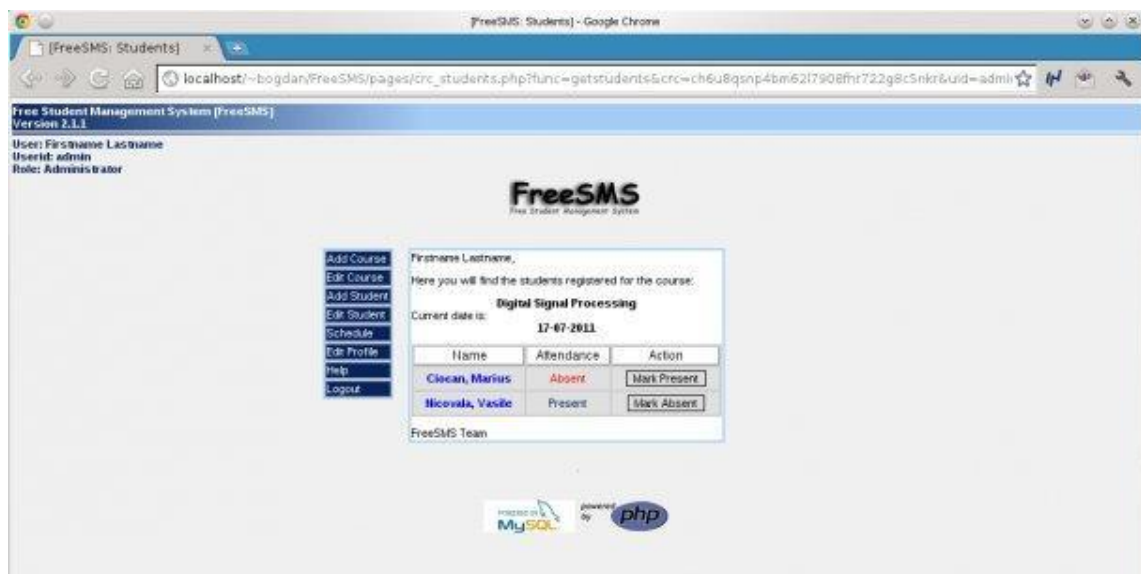 [FreeSMS: Students] - Google Chrome
[FreeSMS: Students]
localhost/~bogdan/FreeSMS/pages/crc_students.php?func=getstudents&crc=
Free Student Management System [FreeSMS]
Version 2.1.1
User: Firstname Lastname
Userid: admin
Role: Administrator
FreeSMS
Free Student Management System
Add Course
Edit Course
Add Student
Edit Student
Schedule
Edit Profile
Help
Logout
Firstname Lastname,
Here you will find the students registered for the course:
Digital Signal Processing
Current date is:
17-07-2011
Name Attendance Action
Ciocan, Marius Absent Mark Present
Nicovala, Vasile Present Mark Absent
FreeSMS Team
POWERED BY
MySQL
powered
by
php